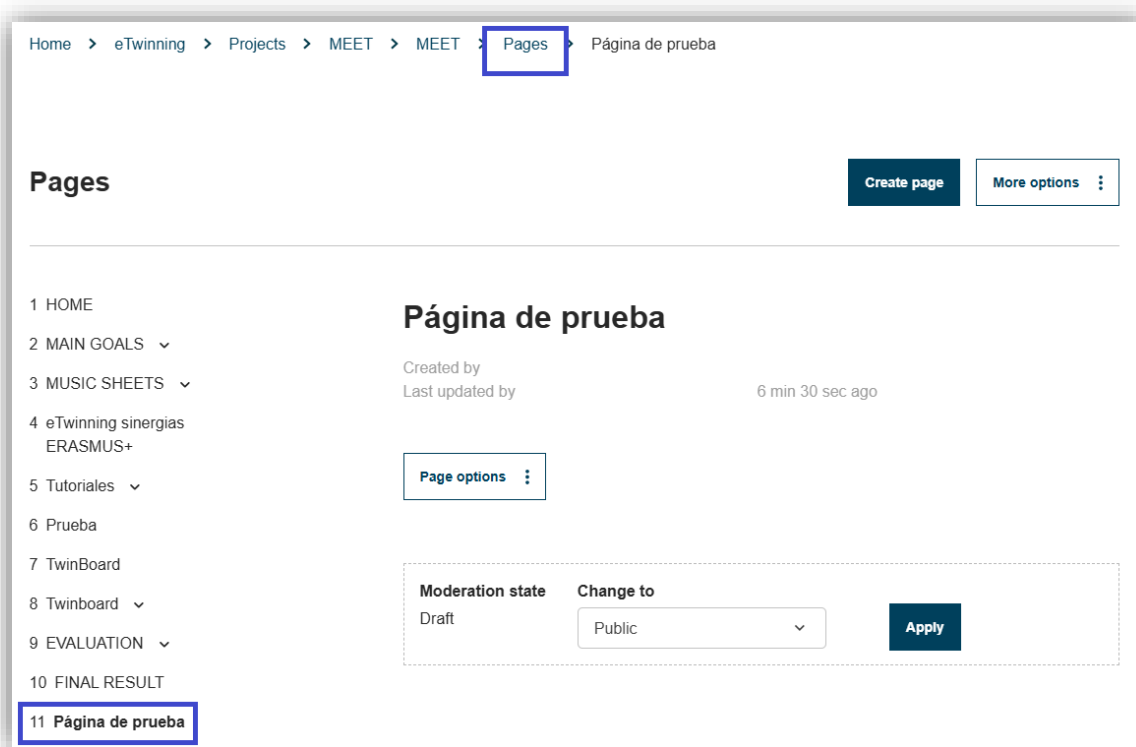 Home > eTwinning > Projects > MEET > MEET > Pages > Página de prueba
Pages
Create page
More options
1 HOME
2 MAIN GOALS
3 MUSIC SHEETS
4 eTwinning sinergias
ERASMUS+
5 Tutoriales
6 Prueba
7 TwinBoard
8 Twinboard
9 EVALUATION
10 FINAL RESULT
11 Página de prueba
Página de prueba
Created by
Last updated by 6 min 30 sec ago
Page options
Moderation state Change to
Draft Public Apply